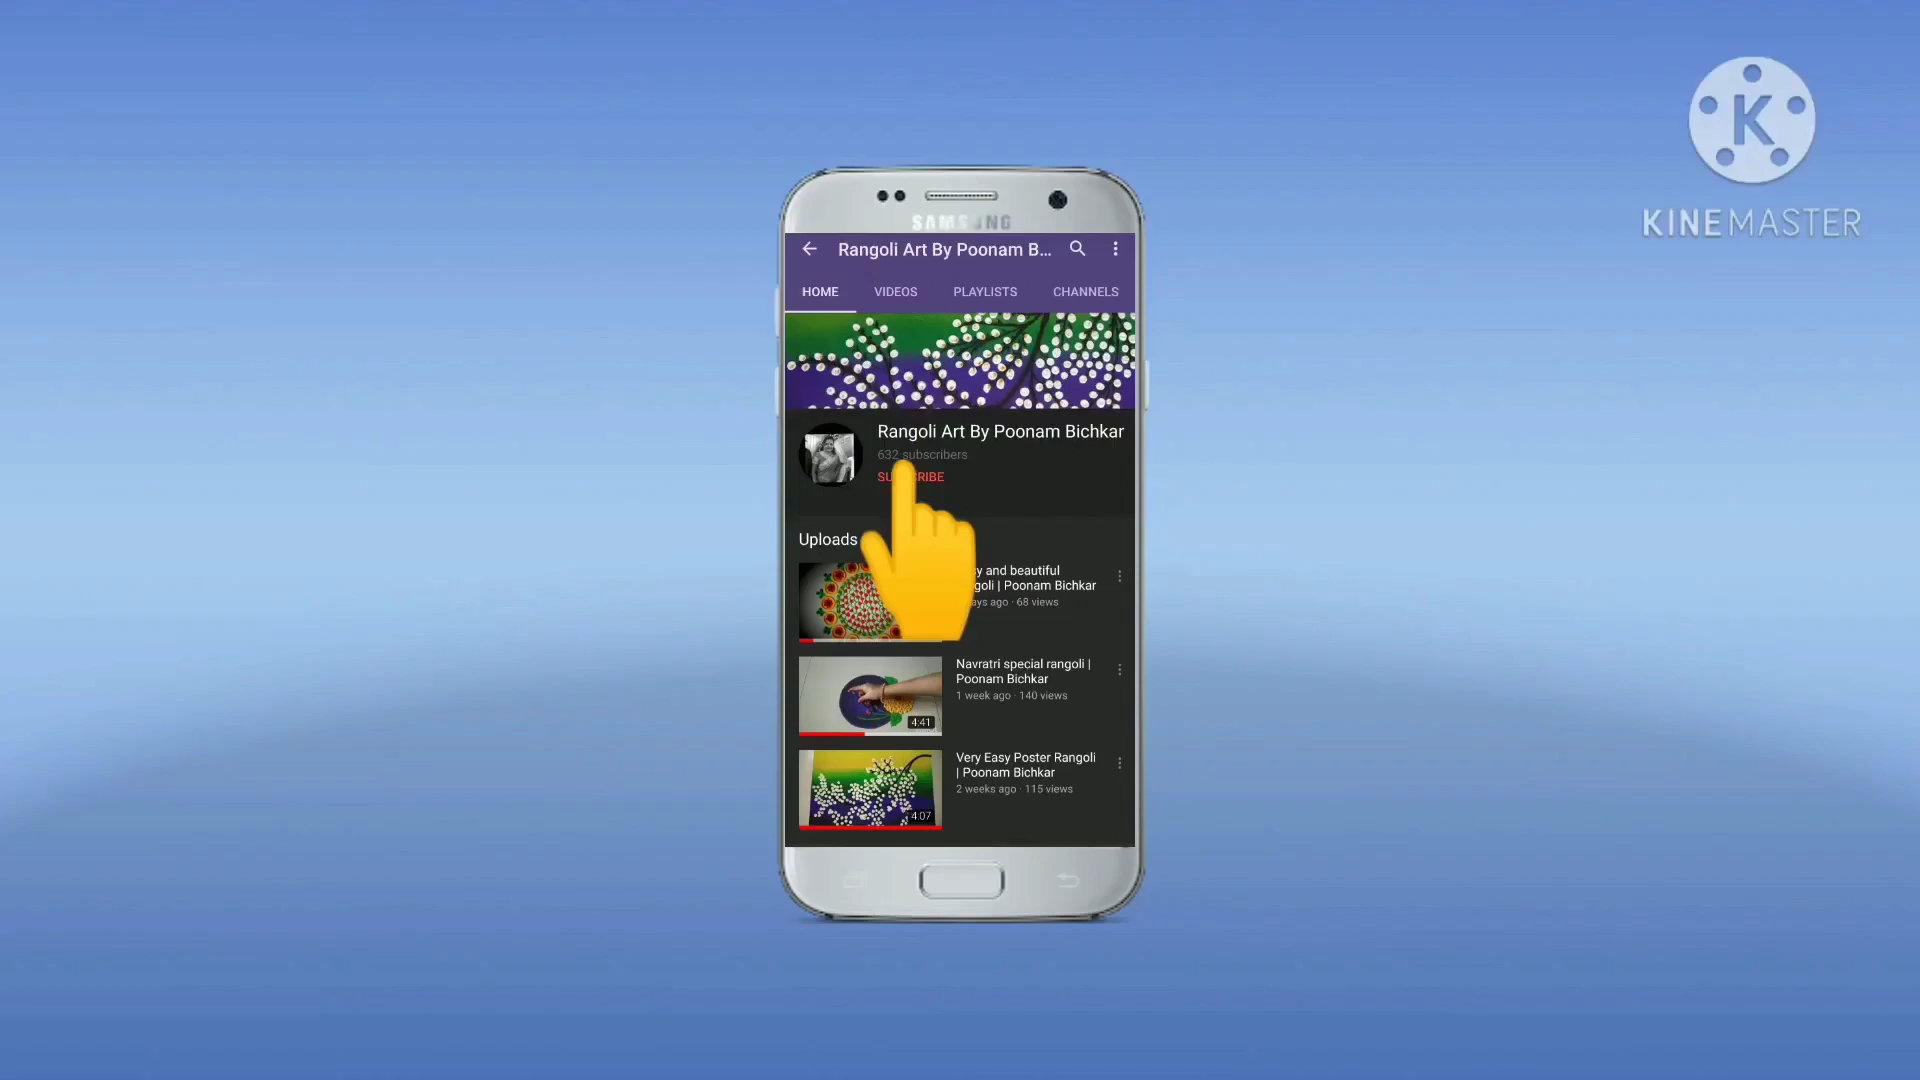 KINEMASTER
SAMSUNG
Rangoli Art By Poonam B...
HOME VIDEOS PLAYLISTS CHANNELS
Rangoli Art By Poonam Bichkar
632 subscribers
SUBSCRIBE
Uploads
and beautiful
| Poonam Bichkar
ago · 68 views
Navratri special rangoli |
Poonam Bichkar
1 week ago · 140 views
4:41
Very Easy Poster Rangoli
| Poonam Bichkar
2 weeks ago · 115 views
4:07